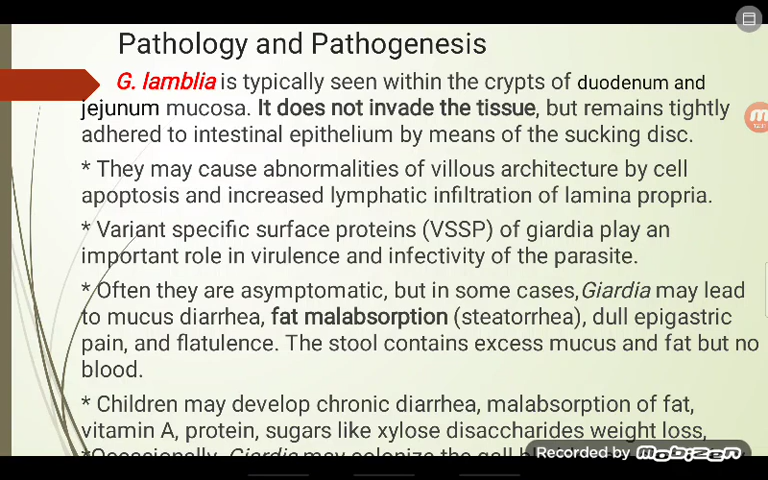 Pathology and Pathogenesis
G. lamblia is typically seen within the crypts of duodenum and
jejunum mucosa. It does not invade the tissue, but remains tightly
adhered to intestinal epithelium by means of the sucking disc.
* They may cause abnormalities of villous architecture by cell
apoptosis and increased lymphatic infiltration of lamina propria.
* Variant specific surface proteins (VSSP) of giardia play an
important role in virulence and infectivity of the parasite.
* Often they are asymptomatic, but in some cases,Giardia may lead
to mucus diarrhea, fat malabsorption (steatorrhea), dull epigastric
pain, and flatulence. The stool contains excess mucus and fat but no
blood.
* Children may develop chronic diarrhea, malabsorption of fat,
vitamin A, protein, sugars like xylose disaccharides weight loss,
*Occasionally, Giardia may colonize the gall
Recorded by mobizen